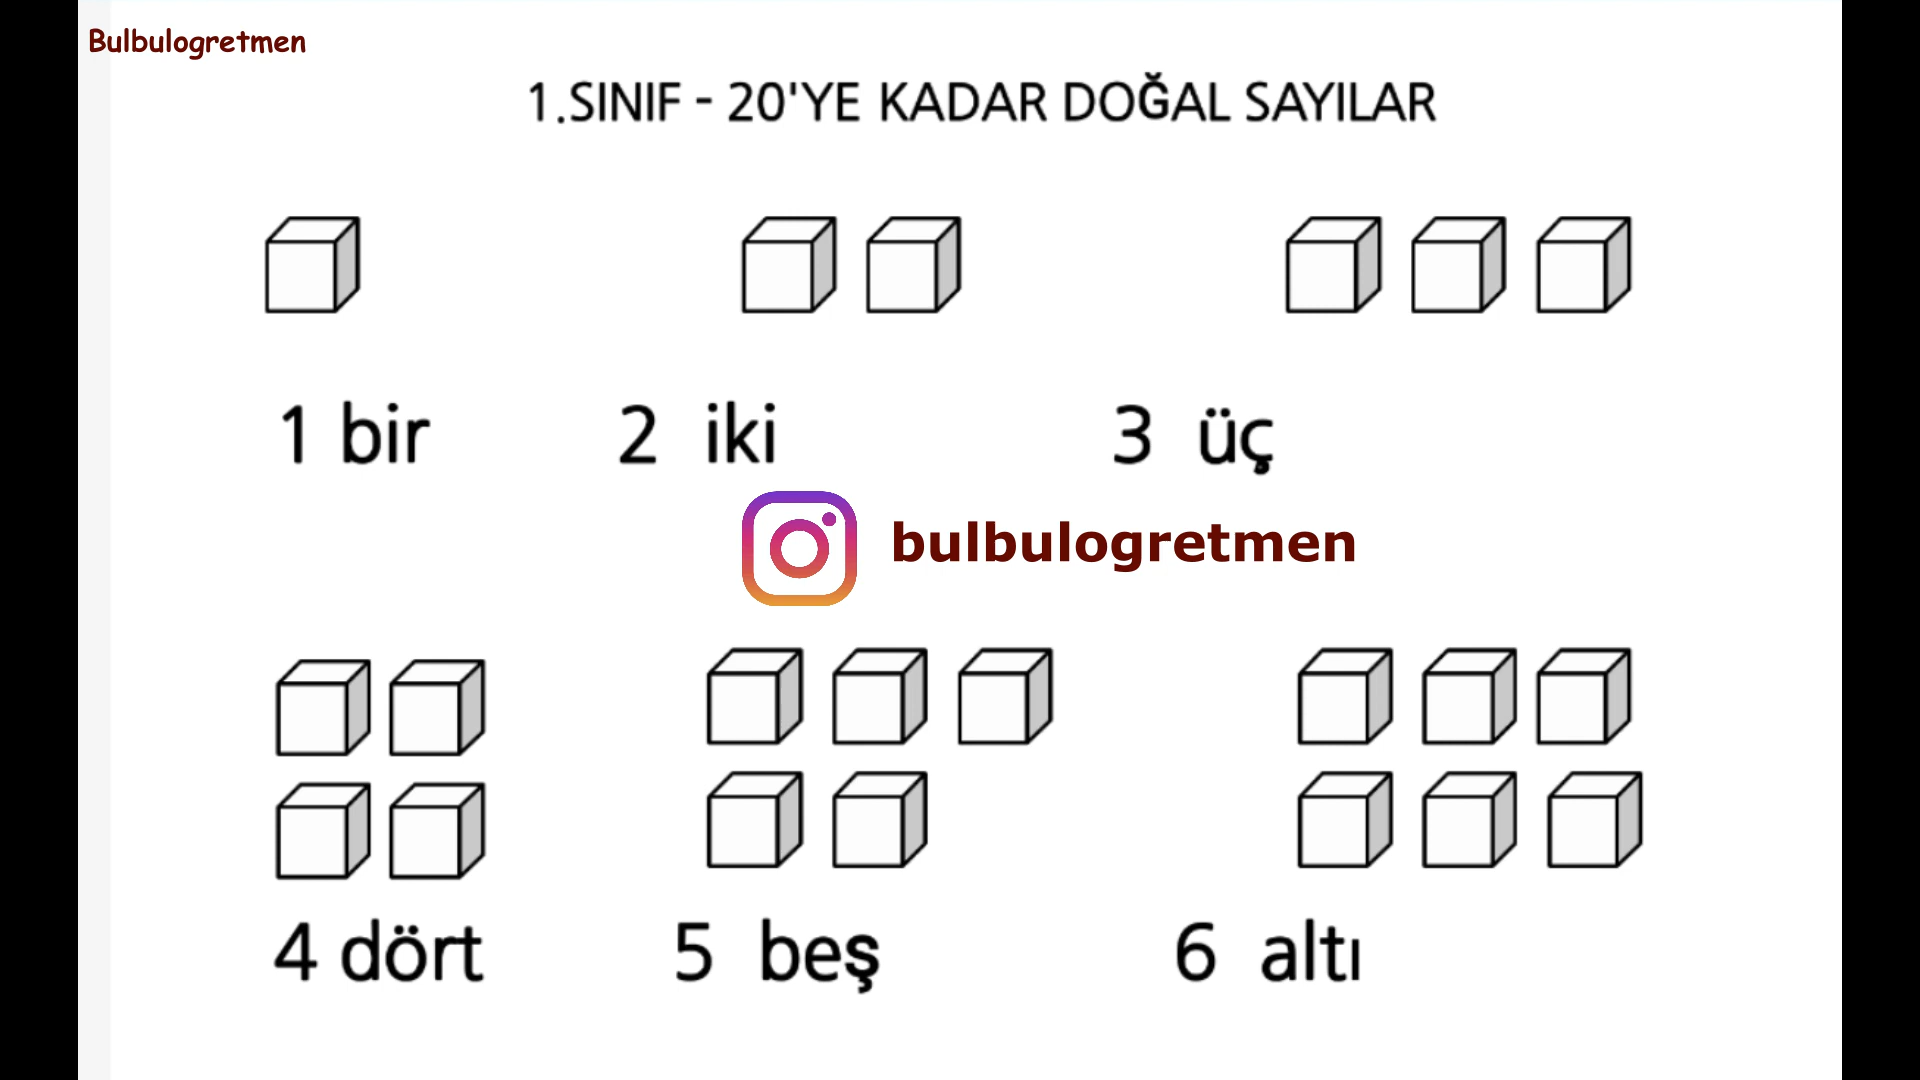 Bulbulogretmen
1.SINIF - 20'YE KADAR DOĞAL SAYILAR
1 bir 2 iki 3 üç
bulbulogretmen
4 dört 5 beş 6 altı